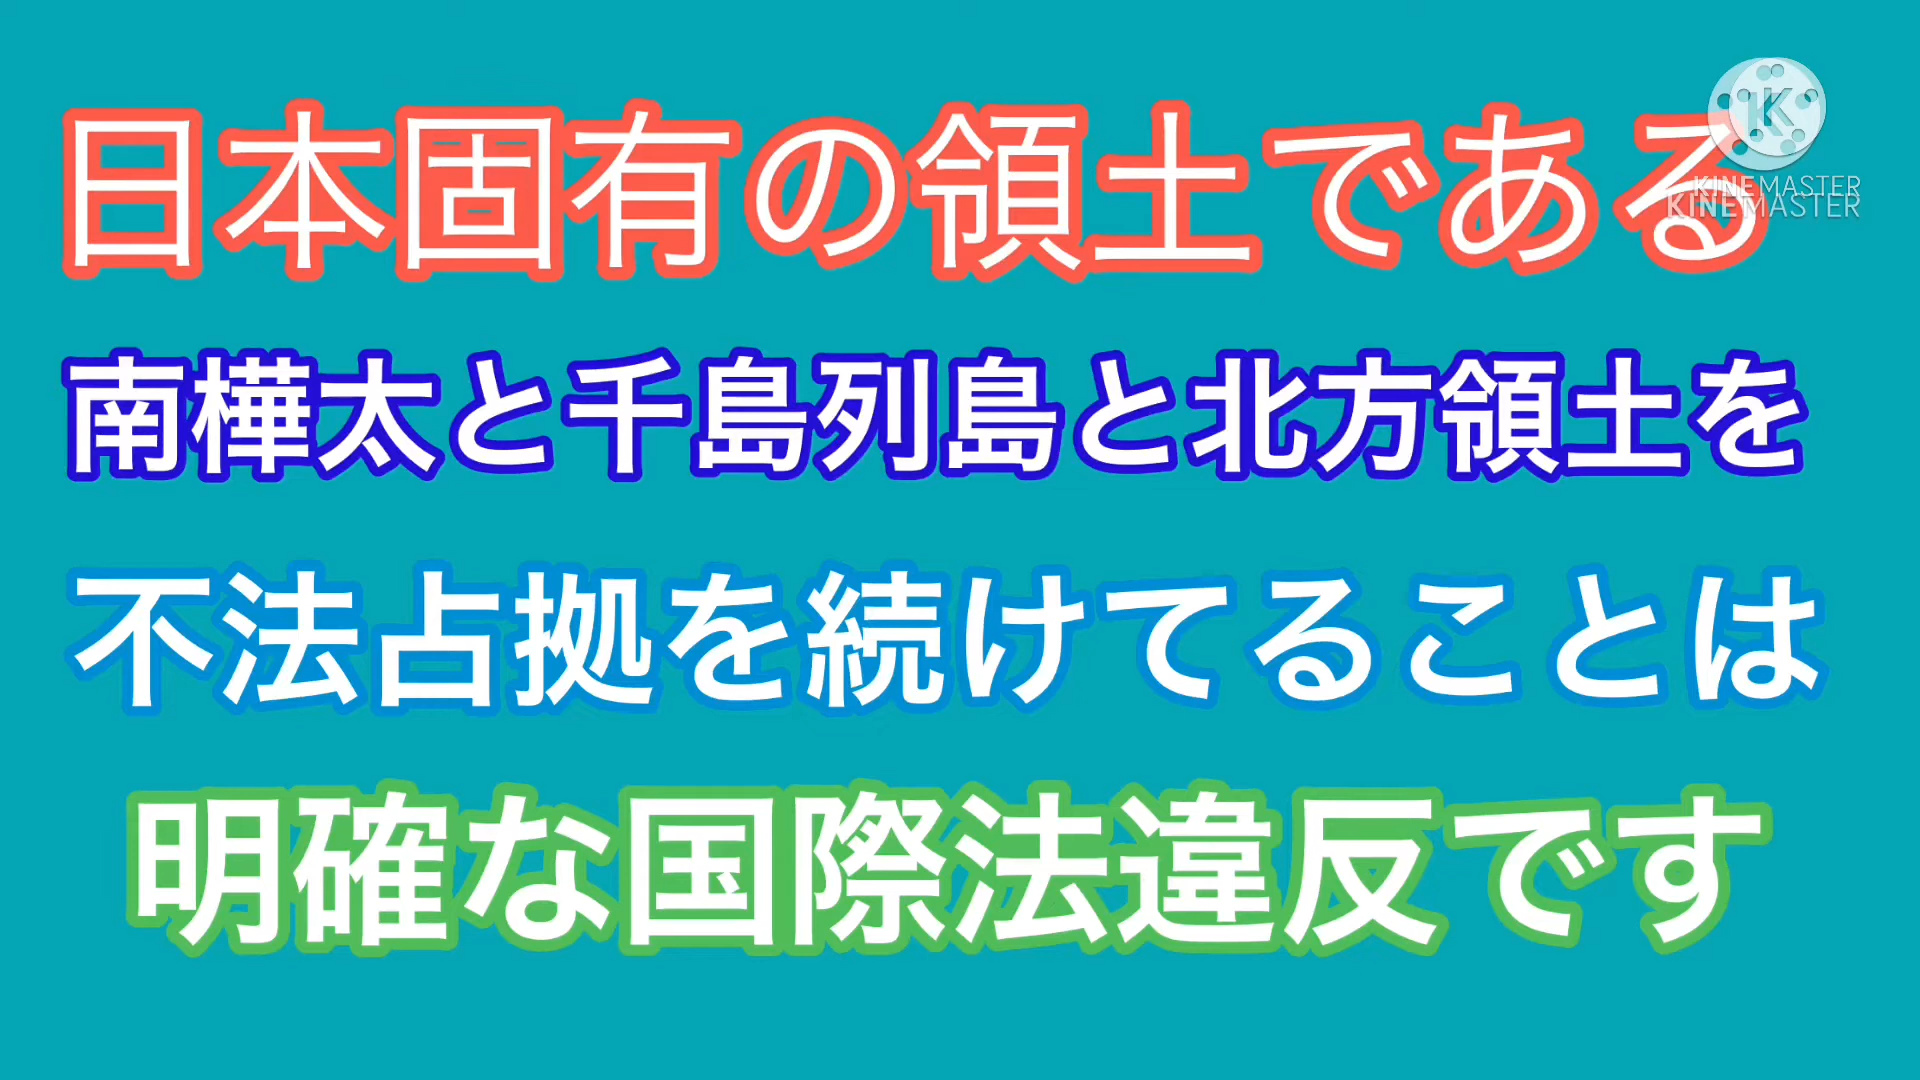 日本固有の領土である
KINEMASTER
KINEMASTER
南樺太と千島列島と北方領土を
不法占拠を続けてることは
明確な国際法違反です